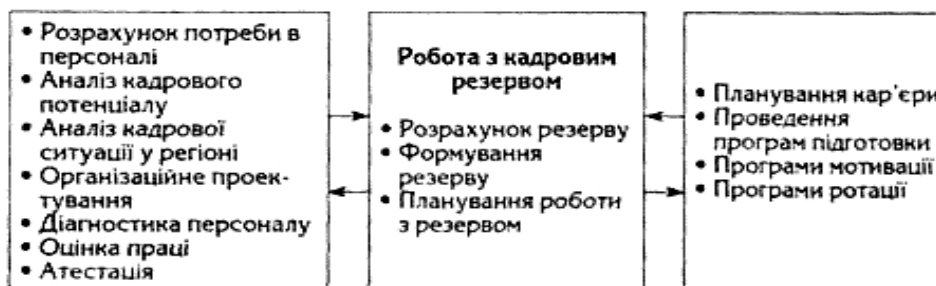 • Розрахунок потреби в
персоналі
• Аналіз кадрового
потенціалу
• Аналіз кадрової
ситуації у регіоні
• Організаційне проек-
тування
• Діагностика персоналу
• Оцінка праці
• Атестація
Робота з кадровим
резервом
• Розрахунок резерву
• Формування
резерву
• Планування роботи
з резервом
• Планування кар'єри
• Проведення
програм підготовки
• Програми мотивації
• Програми ротації